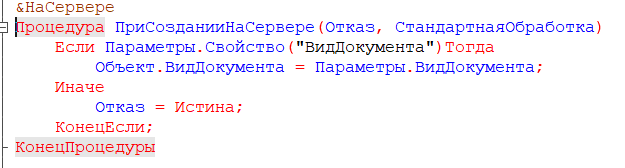 &НаСервере
Процедура ПриСозданииНаСервере(Отказ, СтандартнаяОбработка)
Если Параметры.Свойство("ВидДокумента")Тогда
Объект.ВидДокумента = Параметры.ВидДокумента;
Иначе
Отказ = Истина;
КонецЕсли;
КонецПроцедуры